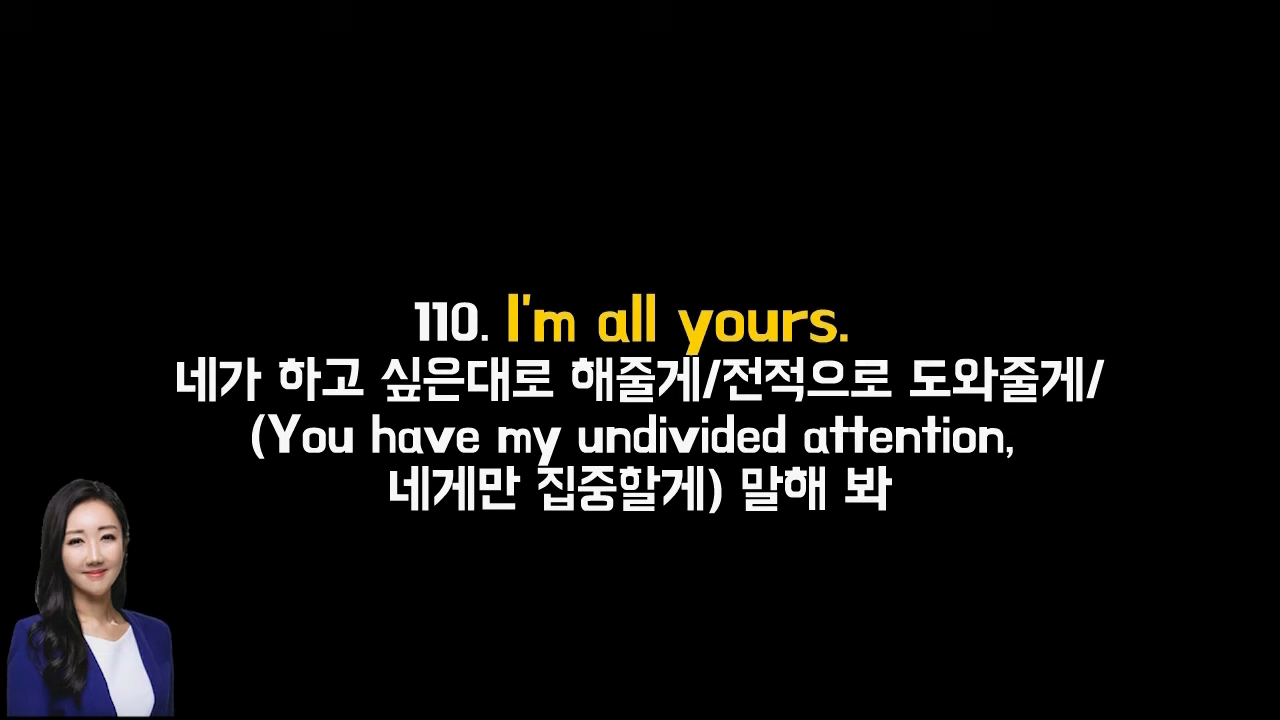 110. I'm all yours.
네가 하고 싶은대로 해줄게/전적으로 도와줄게/
(You have my undivided attention,
네게만 집중할게) 말해 봐